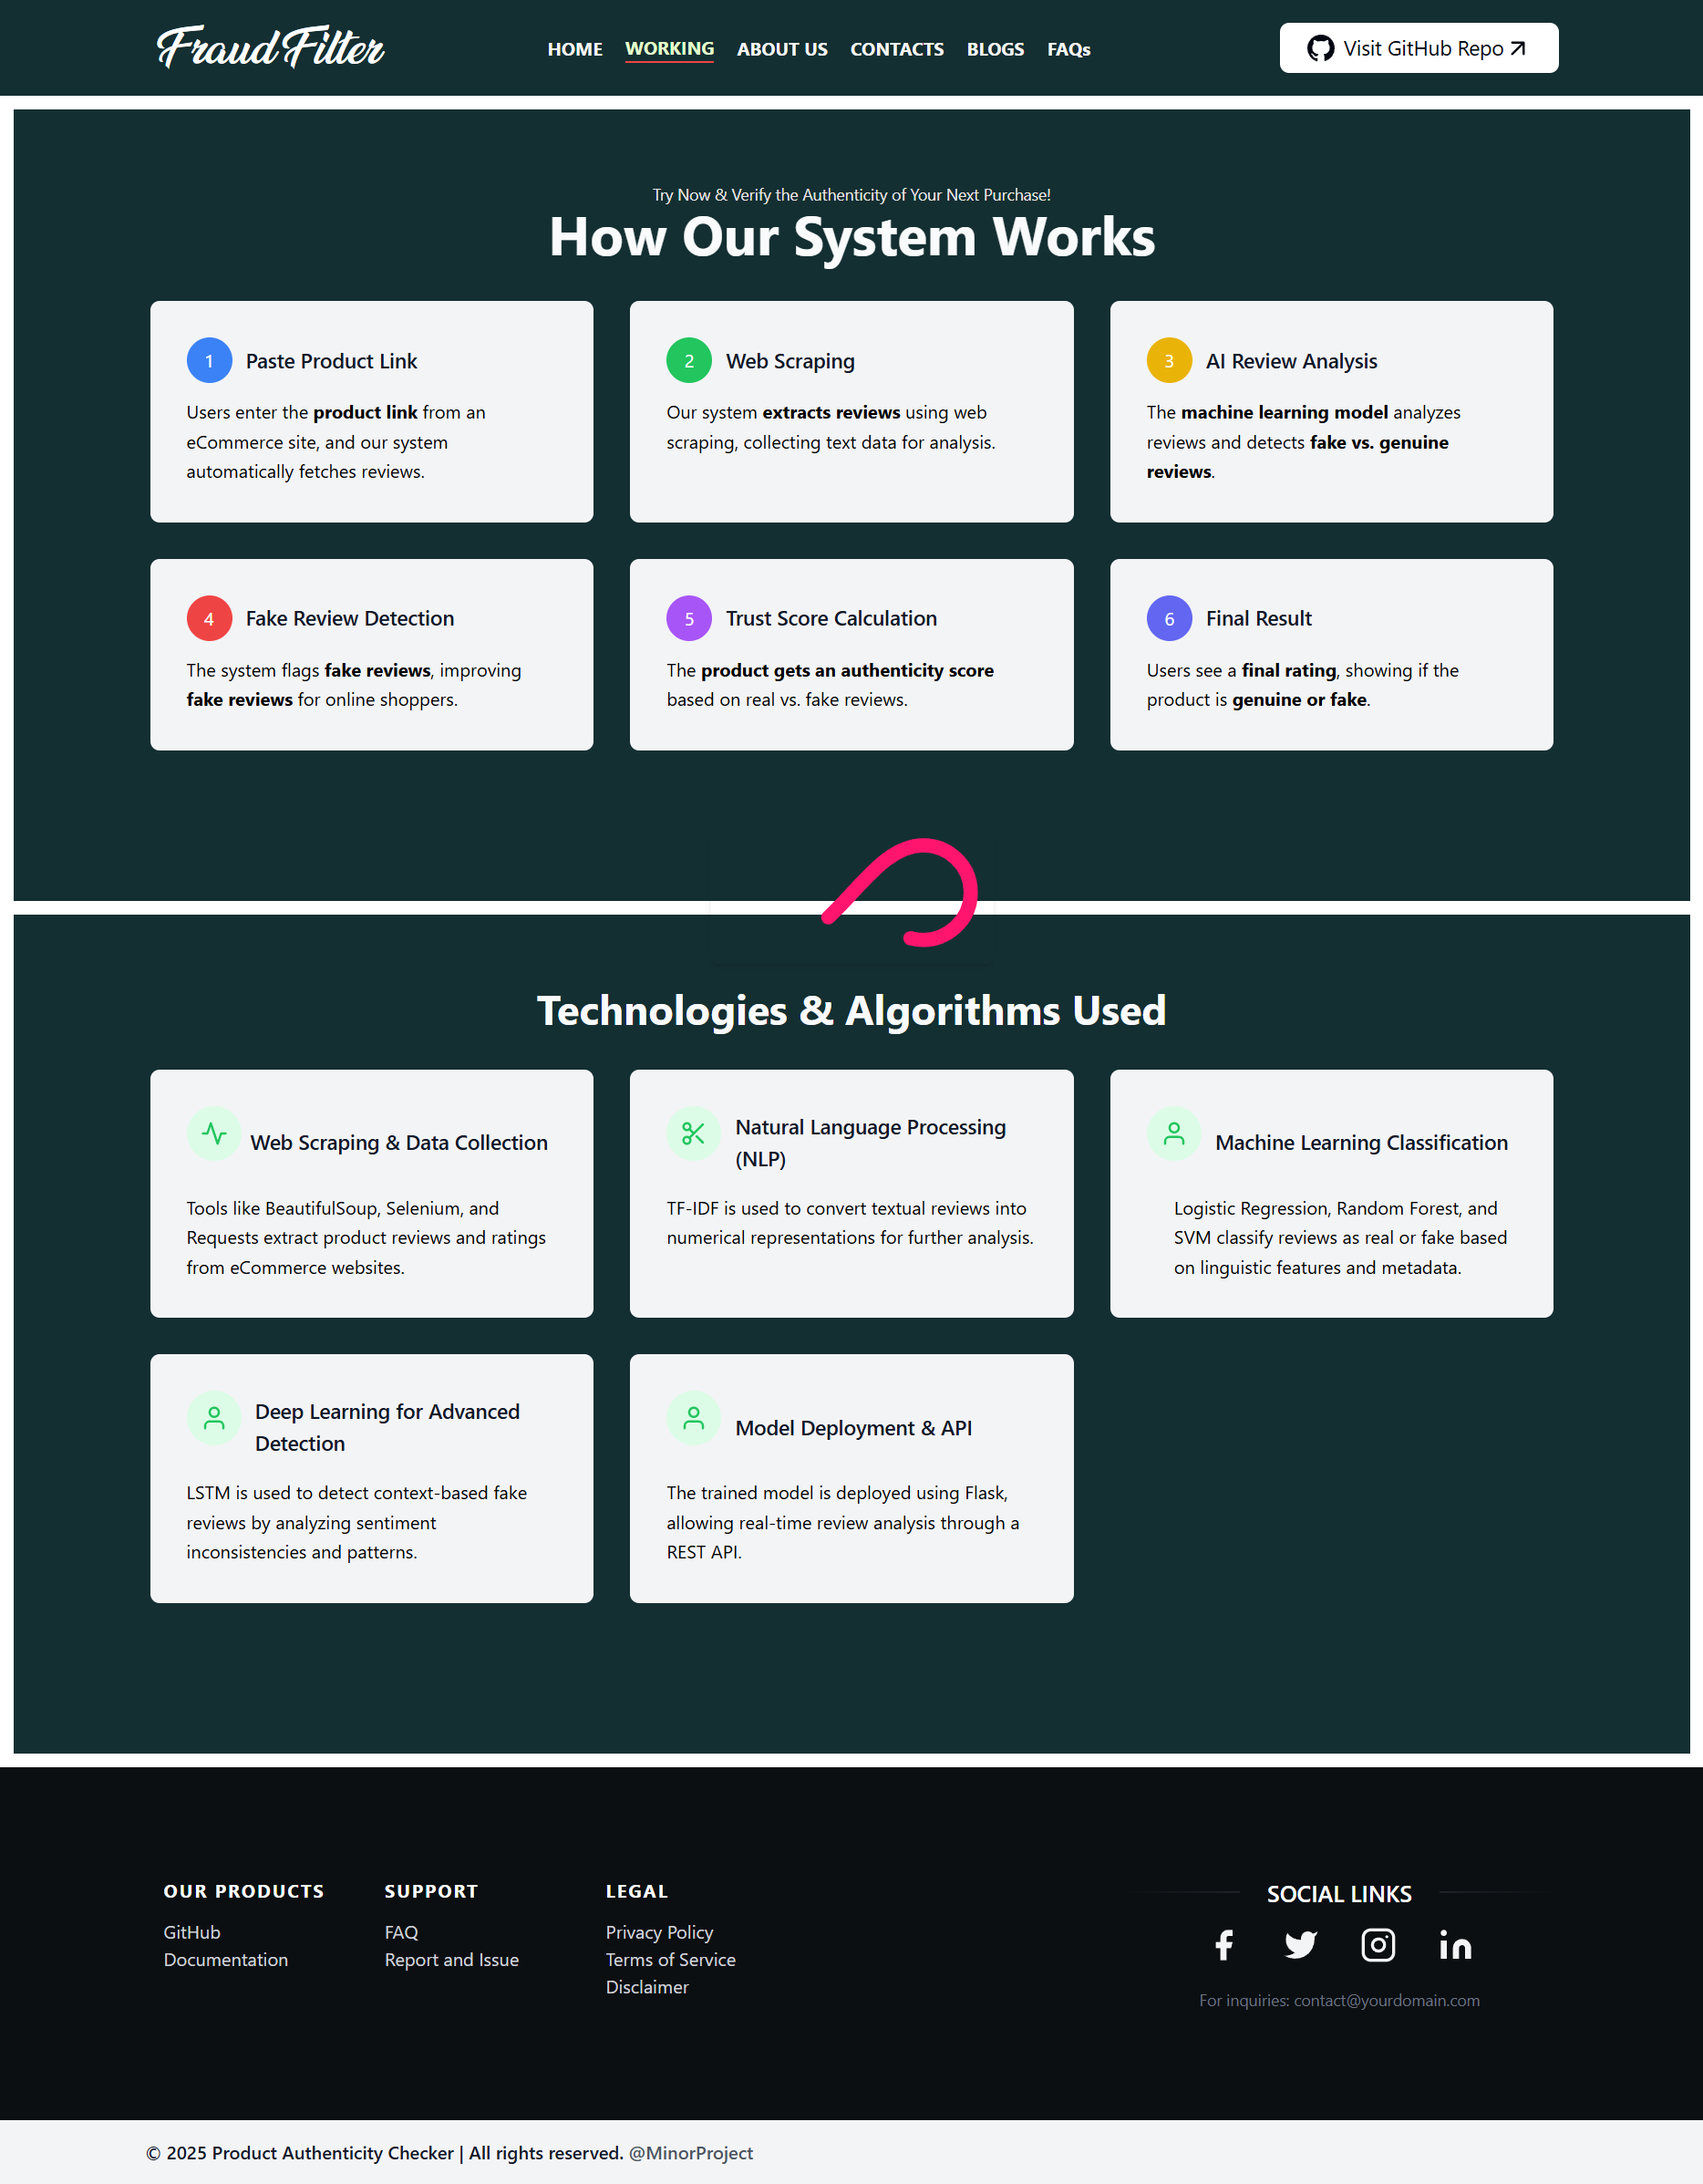 FraudFilter
HOME WORKING ABOUT US CONTACTS BLOGS FAQs
Visit GitHub Repo
Try Now & Verify the Authenticity of Your Next Purchase!
How Our System Works
1 Paste Product Link
Users enter the product link from an
eCommerce site, and our system
automatically fetches reviews.
2 Web Scraping
Our system extracts reviews using web
scraping, collecting text data for analysis.
3 AI Review Analysis
The machine learning model analyzes
reviews and detects fake vs. genuine
reviews.
4 Fake Review Detection
The system flags fake reviews, improving
fake reviews for online shoppers.
5 Trust Score Calculation
The product gets an authenticity score
based on real vs. fake reviews.
6 Final Result
Users see a final rating, showing if the
product is genuine or fake.
Technologies & Algorithms Used
Web Scraping & Data Collection
Tools like BeautifulSoup, Selenium, and
Requests extract product reviews and ratings
from eCommerce websites.
Natural Language Processing
(NLP)
TF-IDF is used to convert textual reviews into
numerical representations for further analysis.
Machine Learning Classification
Logistic Regression, Random Forest, and
SVM classify reviews as real or fake based
on linguistic features and metadata.
Deep Learning for Advanced
Detection
LSTM is used to detect context-based fake
reviews by analyzing sentiment
inconsistencies and patterns.
Model Deployment & API
The trained model is deployed using Flask,
allowing real-time review analysis through a
REST API.
OUR PRODUCTS
GitHub
Documentation
SUPPORT
FAQ
Report and Issue
LEGAL
Privacy Policy
Terms of Service
Disclaimer
SOCIAL LINKS
For inquiries: contact@yourdomain.com
© 2025 Product Authenticity Checker | All rights reserved. @MinorProject